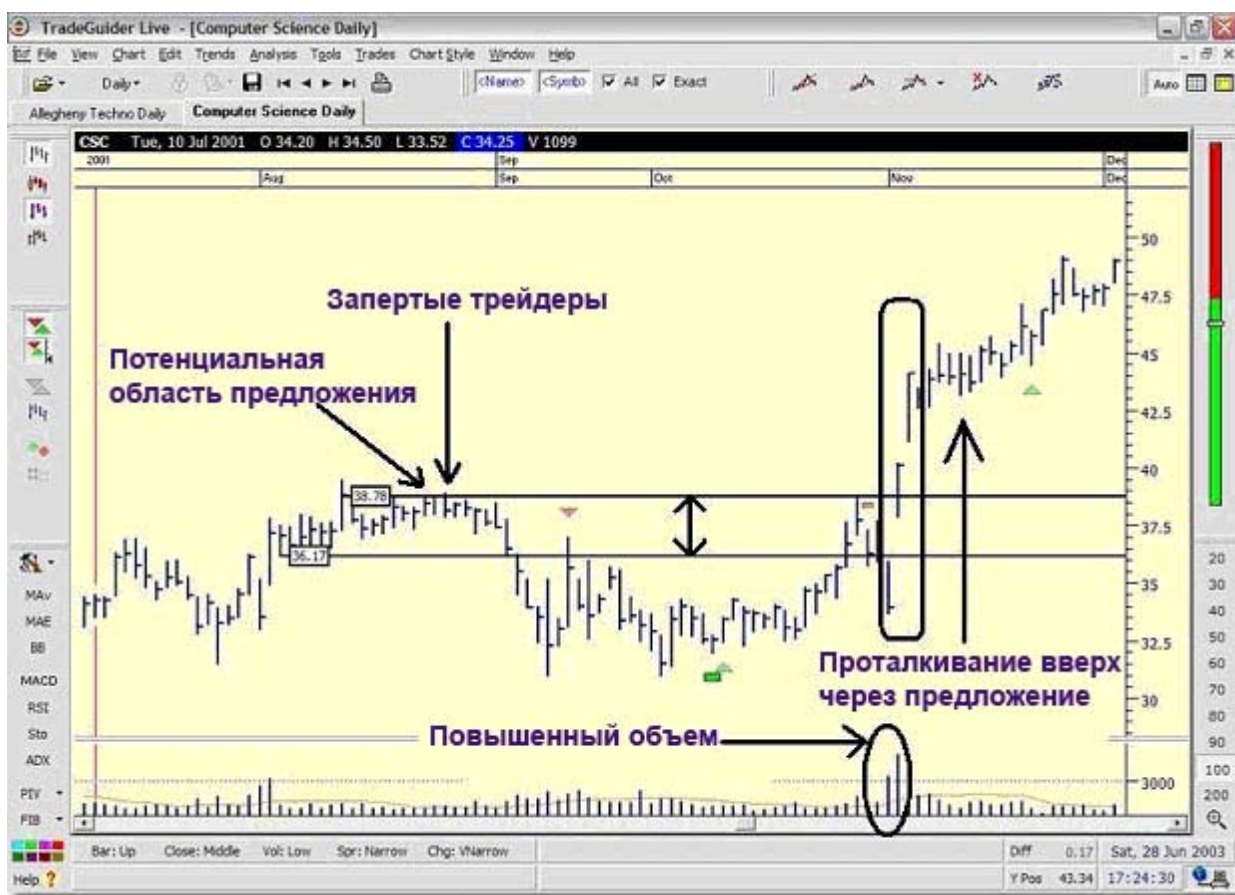 TradeGuider Live - [Computer Science Daily]
File View Chart Edit Trends Analysis Tools Trades Chart Style Window Help
Daily <Name> <Symb> All Exact Auto
Allegheny Techno Daily Computer Science Daily
CSC Tue, 10 Jul 2001 O 34.20 H 34.50 L 33.52 C 34.25 V 1099
2001 Sep Dec
Aug Sep Oct Nov Dec
50
47.5
45
42.5
40
37.5
35
32.5
30
3000
Запертые трейдеры
Потенциальная
область предложения
38.78
36.17
Проталкивание вверх
через предложение
Повышенный объем
MAv
MAE
BB
MACD
RSI
Sto
ADX
PIV
FIB
20
30
40
50
60
70
80
90
100
200
Bar: Up Close: Middle Vol: Low Spr: Narrow Chg: VNarrow Diff 0.17 Sat, 28 Jun 2003
Help ? Y Pos 43.34 17:24:30